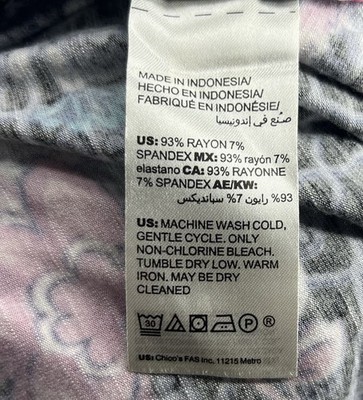 MADE IN INDONESIA/
HECHO EN INDONESIA/
FABRIQUÉ EN INDONÉSIE/
صنع في إندونيسيا
US: 93% RAYON 7%
SPANDEX MX: 93% rayón 7%
elastano CA: 93% RAYONNE
7% SPANDEX AE/KW:
93% رايون 7% سبانديكس
US: MACHINE WASH COLD,
GENTLE CYCLE. ONLY
NON-CHLORINE BLEACH.
TUMBLE DRY LOW. WARM
IRON. MAY BE DRY
CLEANED
30 P ®
US: Chico's FAS Inc. 11215 Metro